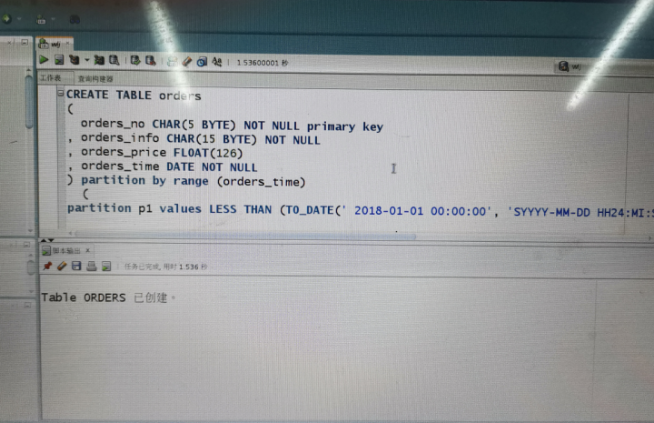 1.53600001 秒
工作表 查询构建器
CREATE TABLE orders
(
orders_no CHAR(5 BYTE) NOT NULL primary key
, orders_info CHAR(15 BYTE) NOT NULL
, orders_price FLOAT(126)
, orders_time DATE NOT NULL
) partition by range (orders_time)
(
partition p1 values LESS THAN (TO_DATE(' 2018-01-01 00:00:00', 'SYYYY-MM-DD HH24:MI:
脚本输出 ×
任务已完成, 用时 1.536 秒
Table ORDERS 已创建。